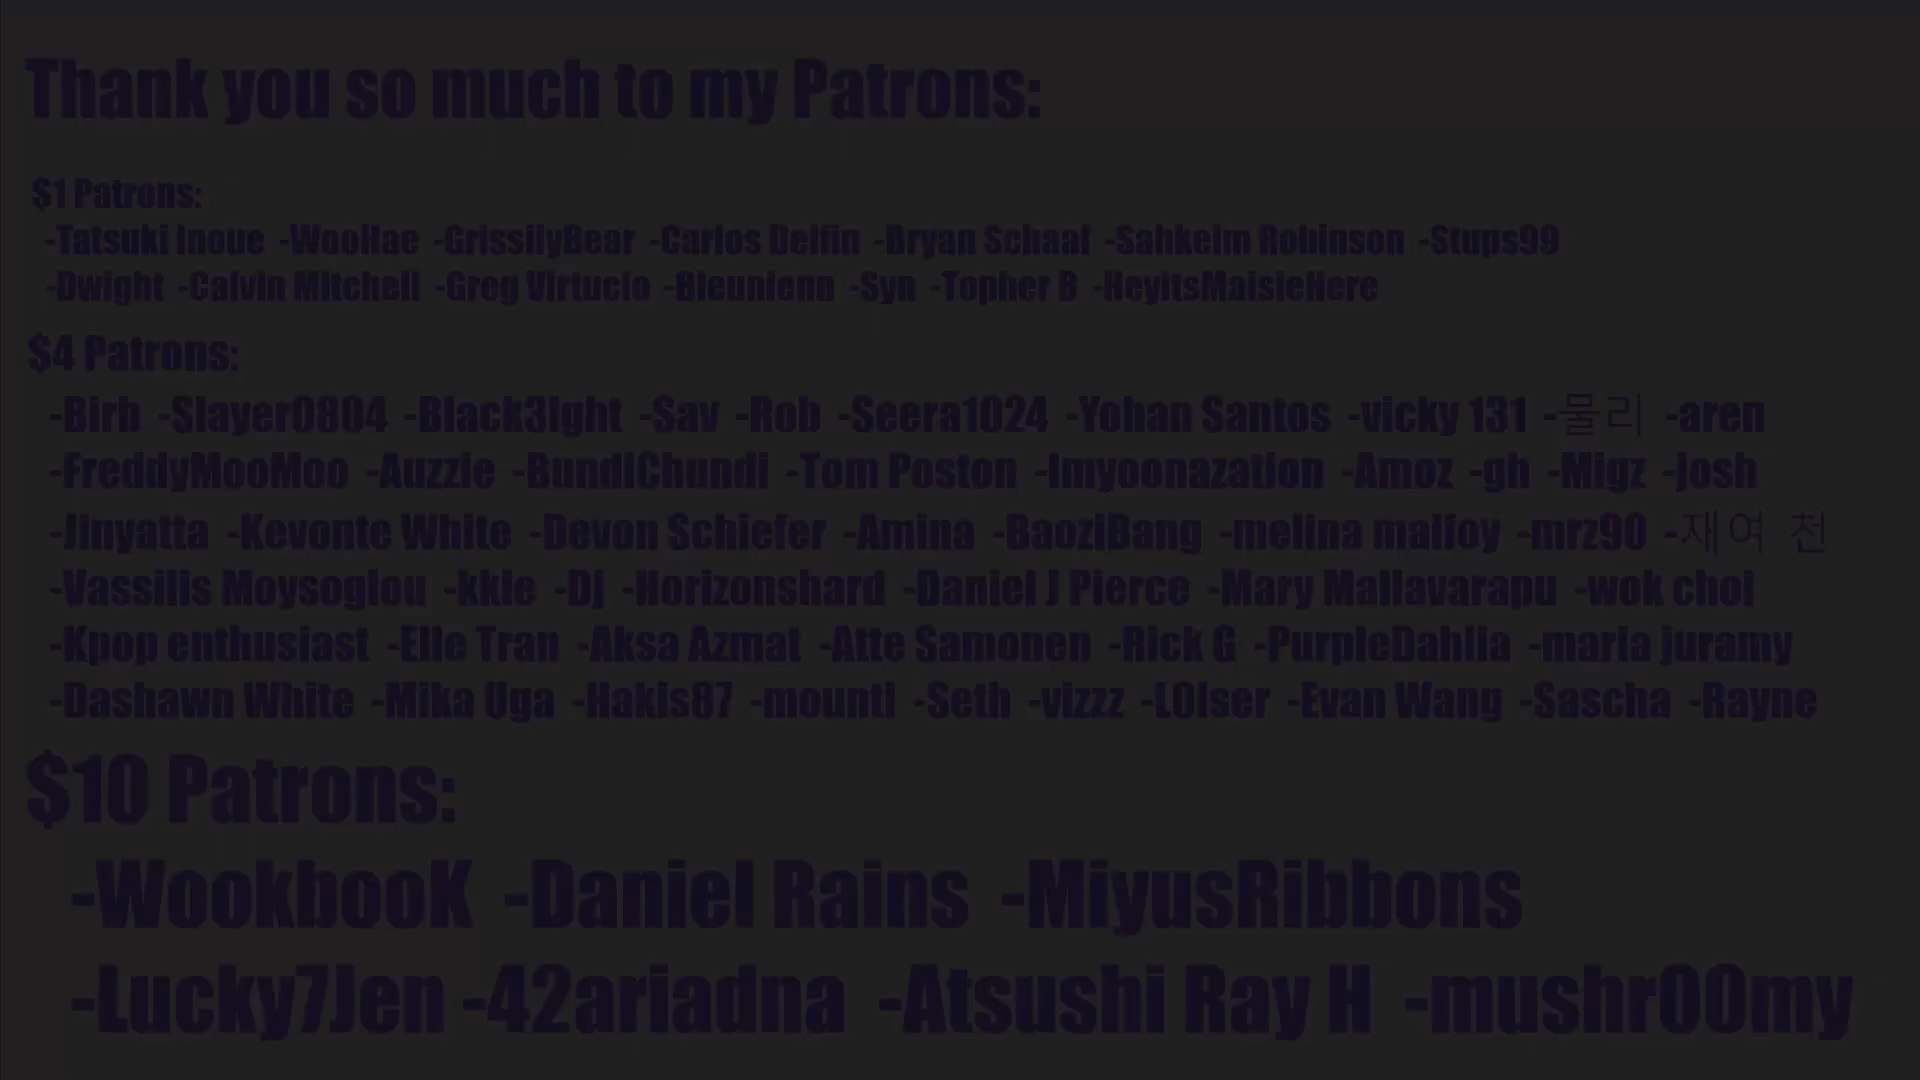 Thank you so much to my Patrons:
$1 Patrons:
-Tatsuki Inoue -WooHae -GrissilyBear -Carlos Delfin -Bryan Schaaf -Sahkeim Robinson -Stups99
-Dwight -Calvin Mitchell -Greg Virtucio -Bleunienn -Syn -Topher B -HeyItsMaisieHere
$4 Patrons:
-Birb -Slayer0804 -Black3ight -Sav -Rob -Seera1024 -Yohan Santos -vicky 131 -물리 -aren
-FreddyMooMoo -Auzzie -BundiChundi -Tom Poston -Imyoonazation -Amoz -gh -Migz -josh
-Jinyatta -Kevonte White -Devon Schiefer -Amina -BaoziBang -melina malfoy -mrz90 -재여 천
-Vassilis Moysoglou -kkie -Dj -Horizonshard -Daniel J Pierce -Mary Mallavarapu -wok choi
-Kpop enthusiast -Elle Tran -Aksa Azmat -Atte Samonen -Rick G -PurpleDahlia -maria juramy
-Dashawn White -Mika Uga -Hakis87 -mounti -Seth -vizzz -L0lser -Evan Wang -Sascha -Rayne
$10 Patrons:
-WookbooK -Daniel Rains -MiyusRibbons
-Lucky7Jen -42ariadna -Atsushi Ray H -mushr00my